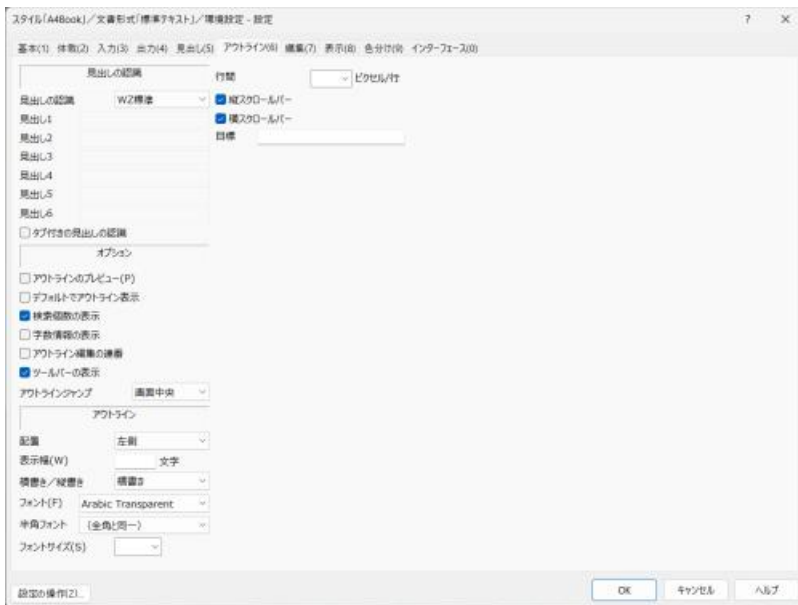 スタイル「A4Book」／文書形式「標準テキスト」／環境設定 - 設定
? ×
基本(1) 体裁(2) 入力(3) 出力(4) 見出し(5) アウトライン(6) 編集(7) 表示(8) 色分け(9) インターフェース(0)
見出しの認識
行間 ピクセル/行
見出しの認識 WZ標準
縦スクロールバー
見出し1
横スクロールバー
見出し2
目標
見出し3
見出し4
見出し5
見出し6
タブ付きの見出しの認識
オプション
アウトラインのプレビュー(P)
デフォルトでアウトライン表示
検索個数の表示
字数情報の表示
アウトライン編集の連番
ツールバーの表示
アウトラインジャンプ 画面中央
アウトライン
配置 左側
表示幅(W) 文字
横書き／縦書き 横書き
フォント(F) Arabic Transparent
半角フォント (全角と同一)
フォントサイズ(S)
設定の操作(Z)...
OK キャンセル ヘルプ